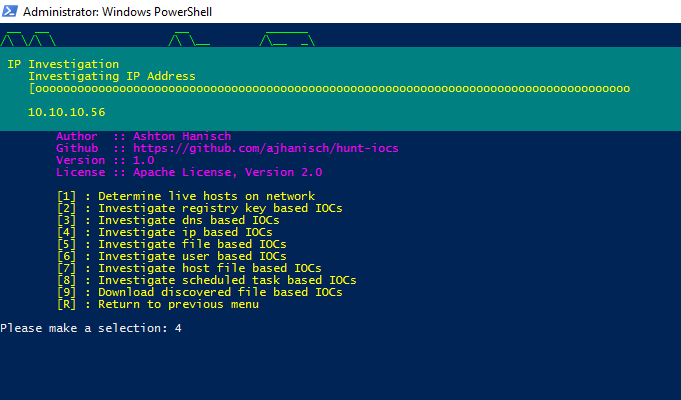 Administrator: Windows PowerShell
IP Investigation
Investigating IP Address
[ooooooooooooooooooooooooooooooooooooooooooooooooooooooooooooooooooooooooooooooooooooo
10.10.10.56
Author :: Ashton Hanisch
Github :: https://github.com/ajhanisch/hunt-iocs
Version :: 1.0
License :: Apache License, Version 2.0
[1] : Determine live hosts on network
[2] : Investigate registry key based IOCs
[3] : Investigate dns based IOCs
[4] : Investigate ip based IOCs
[5] : Investigate file based IOCs
[6] : Investigate user based IOCs
[7] : Investigate host file based IOCs
[8] : Investigate scheduled task based IOCs
[9] : Download discovered file based IOCs
[R] : Return to previous menu
Please make a selection: 4